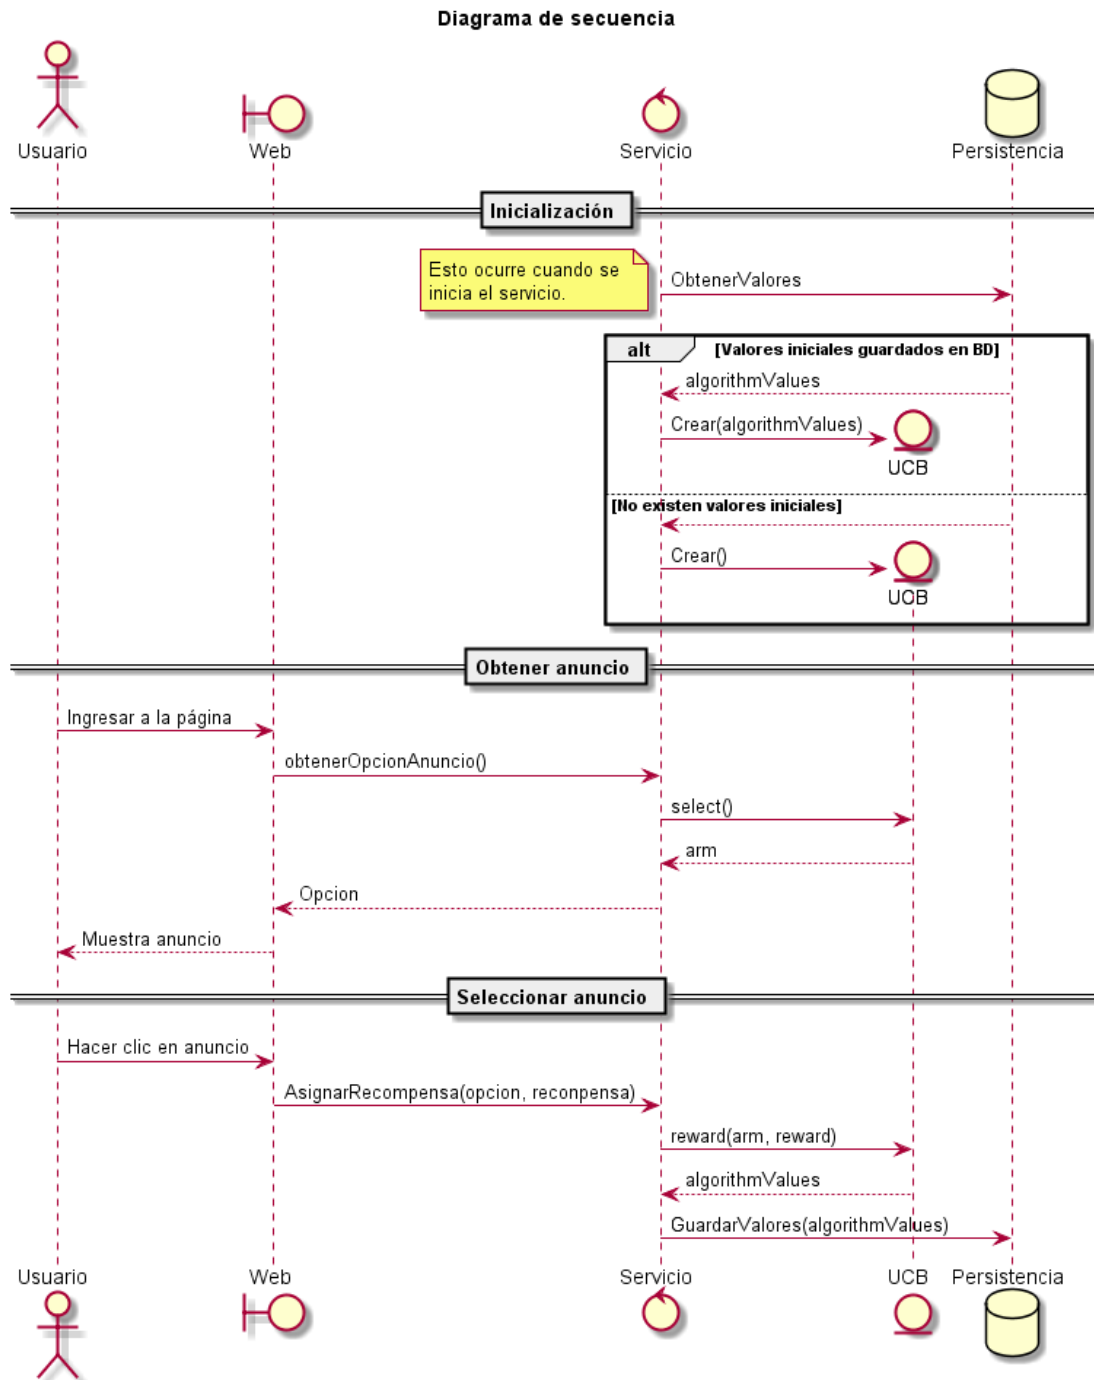 Diagrama de secuencia
Usuario
Web
Servicio
Persistencia
Inicialización
Esto ocurre cuando se
inicia el servicio.
ObtenerValores
alt
[Valores iniciales guardados en BD]
algorithmValues
Crear(algorithmValues)
UCB
[No existen valores iniciales]
Crear()
UCB
Obtener anuncio
Ingresar a la página
obtenerOpcionAnuncio()
select()
arm
Opcion
Muestra anuncio
Seleccionar anuncio
Hacer clic en anuncio
AsignarRecompensa(opcion, reconpensa)
reward(arm, reward)
algorithmValues
GuardarValores(algorithmValues)
Usuario
Web
Servicio
UCB
Persistencia